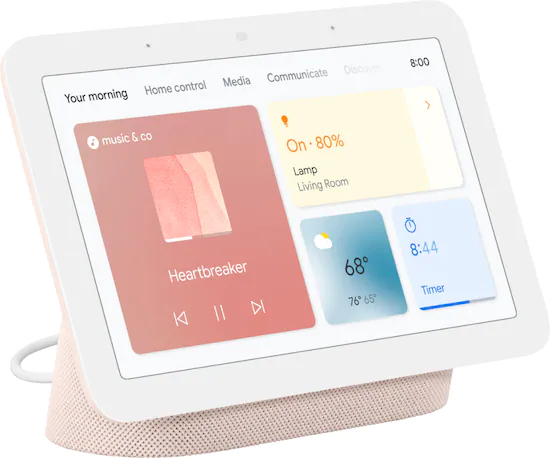 Your morning Home control Media Communicate Discover 8:00
music & co
Heartbreaker
On · 80%
Lamp
Living Room
68°
76° 65°
8:44
Timer